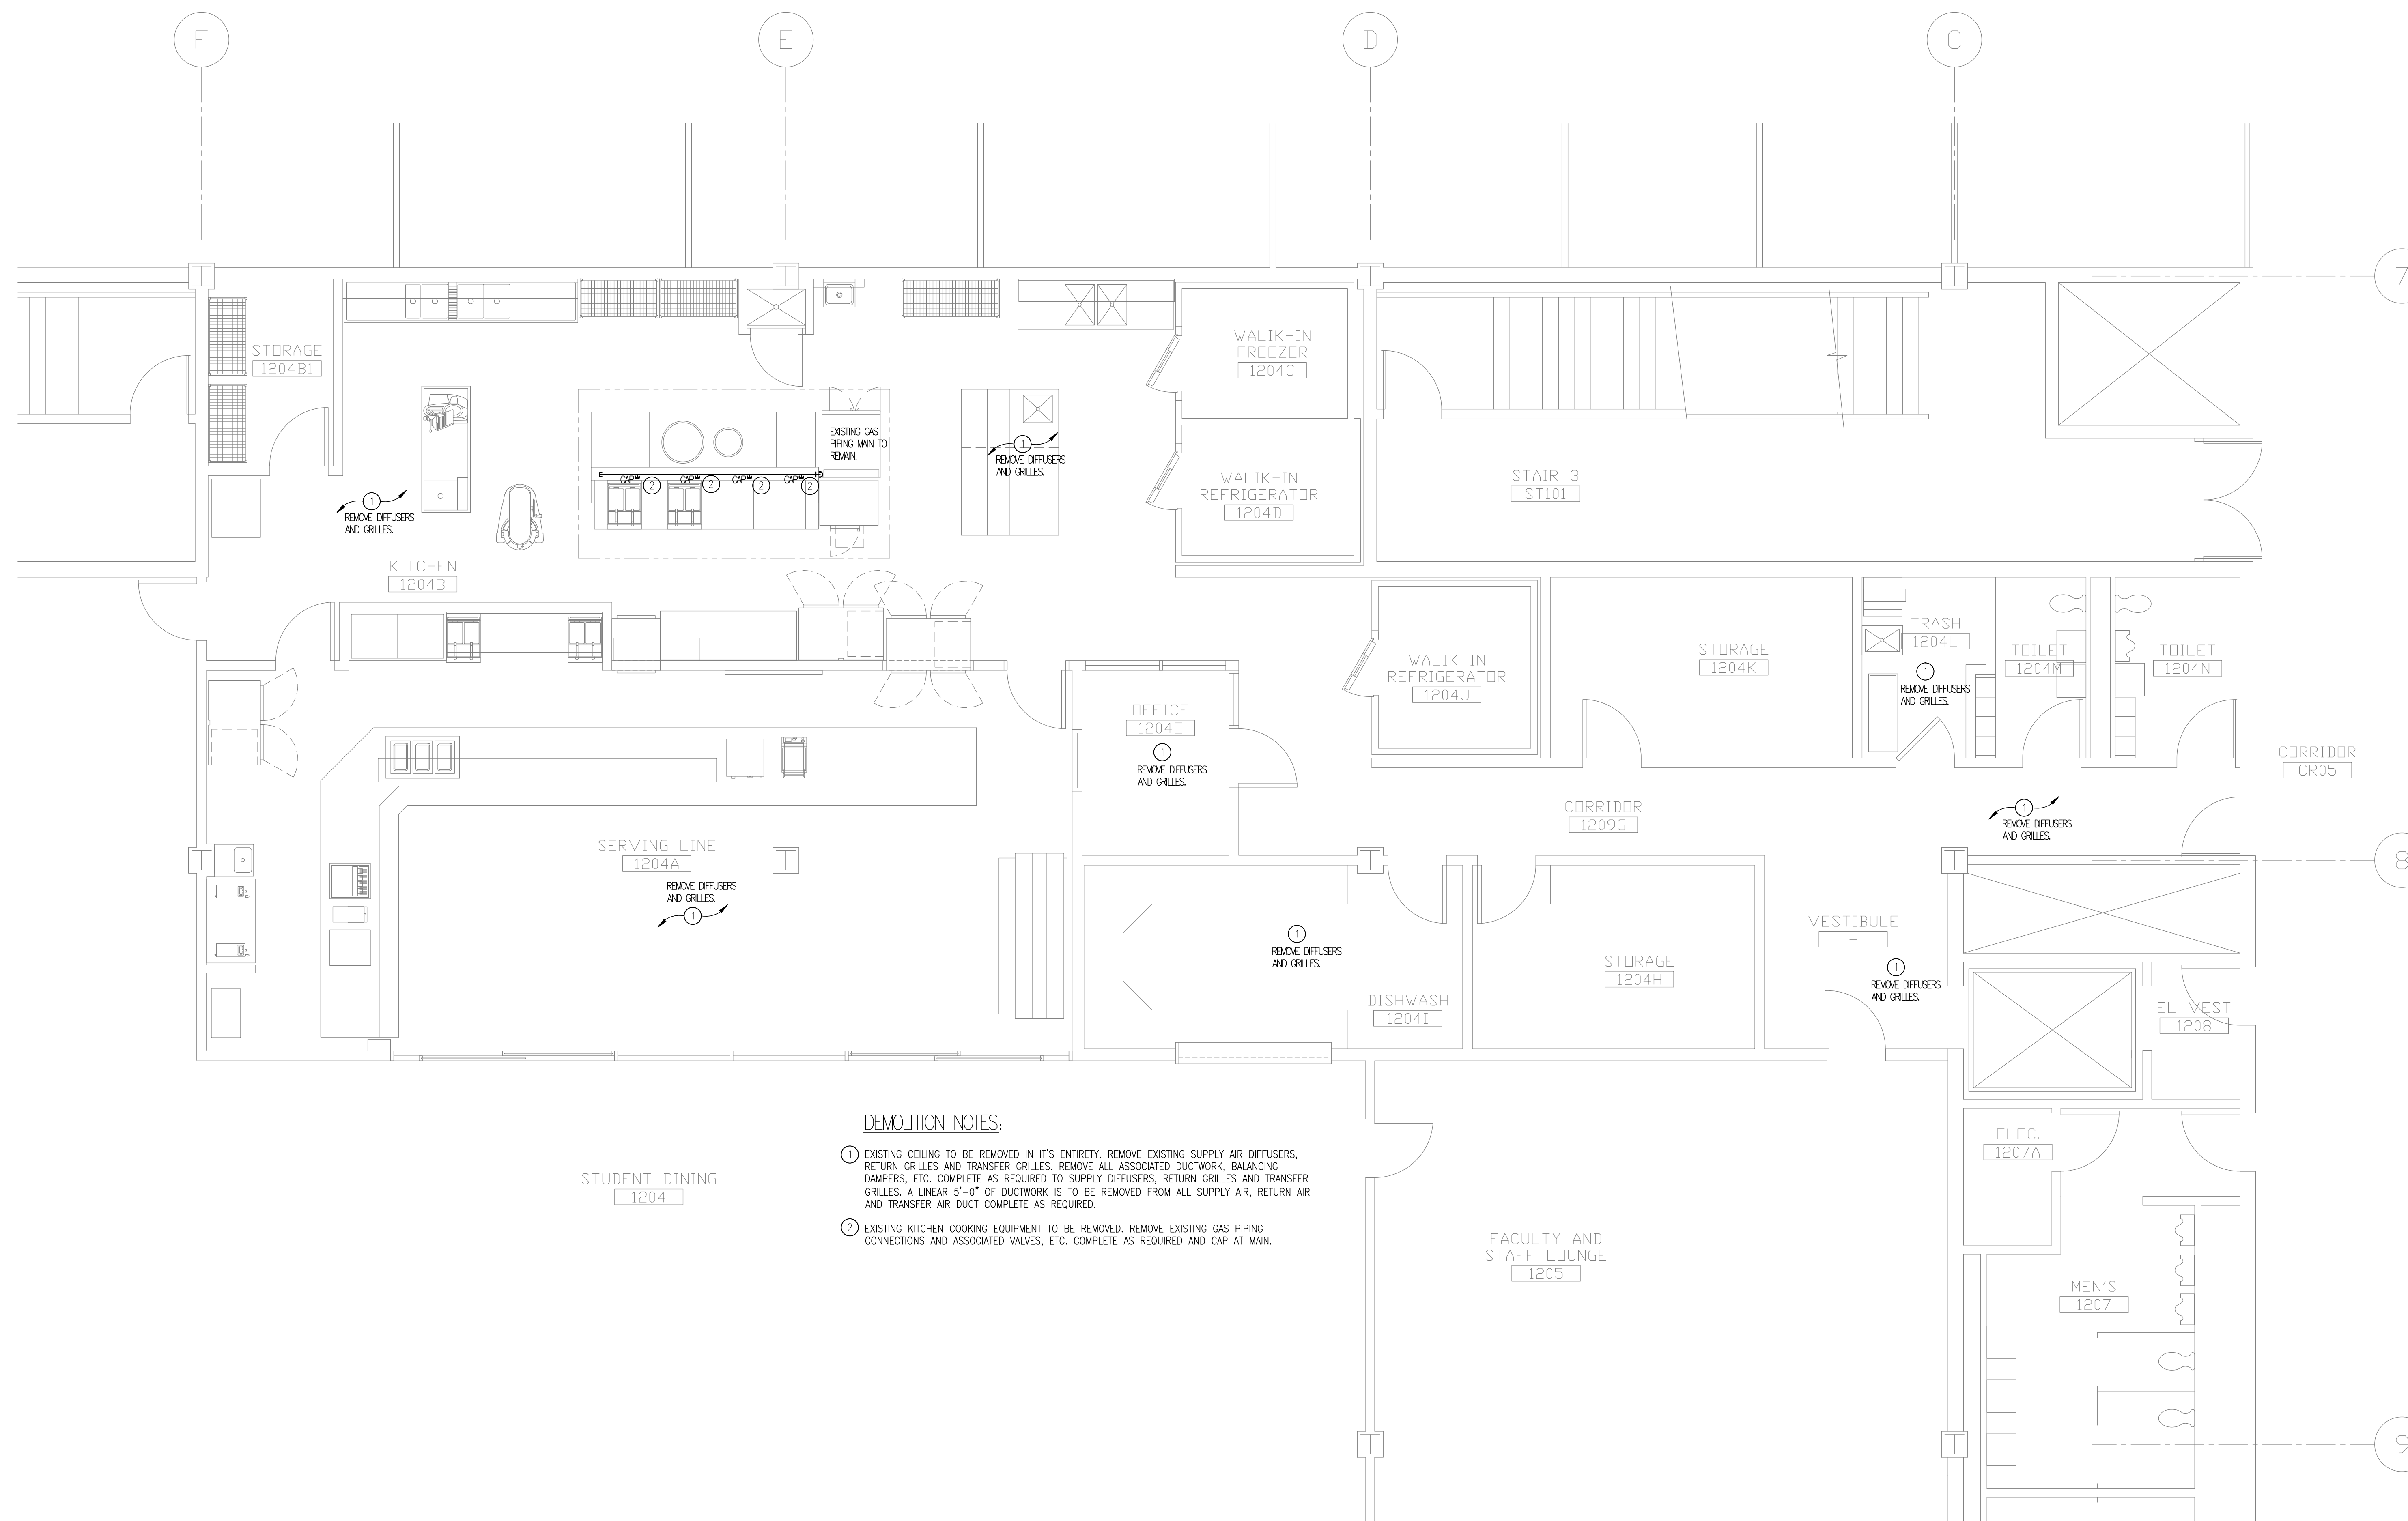 F
E
D
C
7
STORAGE
1204B1
WALIK-IN
FREEZER
1204C
EXISTING GAS
PIPING MAIN TO
REMAIN.
1
REMOVE DIFFUSERS
AND GRILLES.
CAP
2
CAP
2
CAP
2
CAP
2
WALIK-IN
REFRIGERATOR
1204D
STAIR 3
ST101
1
REMOVE DIFFUSERS
AND GRILLES.
KITCHEN
1204B
TRASH
1204L
STORAGE
1204K
TOILET
1204M
TOILET
1204N
WALIK-IN
REFRIGERATOR
1204J
1
REMOVE DIFFUSERS
AND GRILLES.
OFFICE
1204E
1
REMOVE DIFFUSERS
AND GRILLES.
CORRIDOR
CR05
CORRIDOR
1209G
1
REMOVE DIFFUSERS
AND GRILLES.
SERVING LINE
1204A
REMOVE DIFFUSERS
AND GRILLES.
1
8
1
REMOVE DIFFUSERS
AND GRILLES.
VESTIBULE
-
STORAGE
1204H
1
REMOVE DIFFUSERS
AND GRILLES.
DISHWASH
1204I
EL VEST
1208
DEMOLITION NOTES:
1 EXISTING CEILING TO BE REMOVED IN IT'S ENTIRETY. REMOVE EXISTING SUPPLY AIR DIFFUSERS,
RETURN GRILLES AND TRANSFER GRILLES. REMOVE ALL ASSOCIATED DUCTWORK, BALANCING
DAMPERS, ETC. COMPLETE AS REQUIRED TO SUPPLY DIFFUSERS, RETURN GRILLES AND TRANSFER
GRILLES. A LINEAR 5'-0" OF DUCTWORK IS TO BE REMOVED FROM ALL SUPPLY AIR, RETURN AIR
AND TRANSFER AIR DUCT COMPLETE AS REQUIRED.
2 EXISTING KITCHEN COOKING EQUIPMENT TO BE REMOVED. REMOVE EXISTING GAS PIPING
CONNECTIONS AND ASSOCIATED VALVES, ETC. COMPLETE AS REQUIRED AND CAP AT MAIN.
STUDENT DINING
1204
ELEC.
1207A
FACULTY AND
STAFF LOUNGE
1205
MEN'S
1207
9